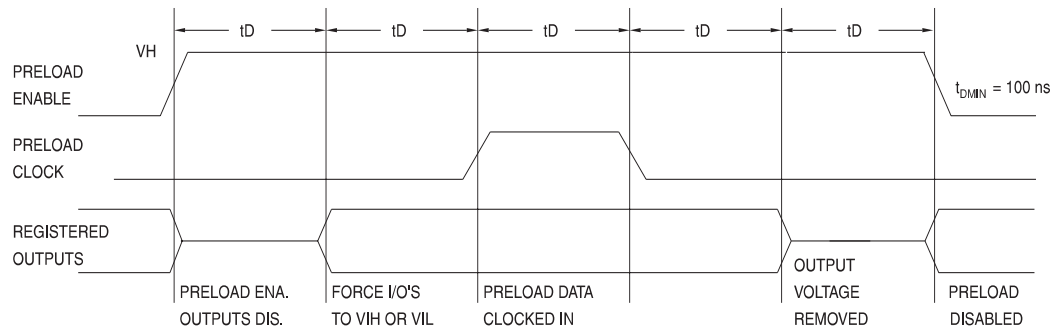 tD tD tD tD tD
VH
PRELOAD
ENABLE
tDMIN = 100 ns
PRELOAD
CLOCK
REGISTERED
OUTPUTS
PRELOAD ENA.
OUTPUTS DIS.
FORCE I/O'S
TO VIH OR VIL
PRELOAD DATA
CLOCKED IN
OUTPUT
VOLTAGE
REMOVED
PRELOAD
DISABLED